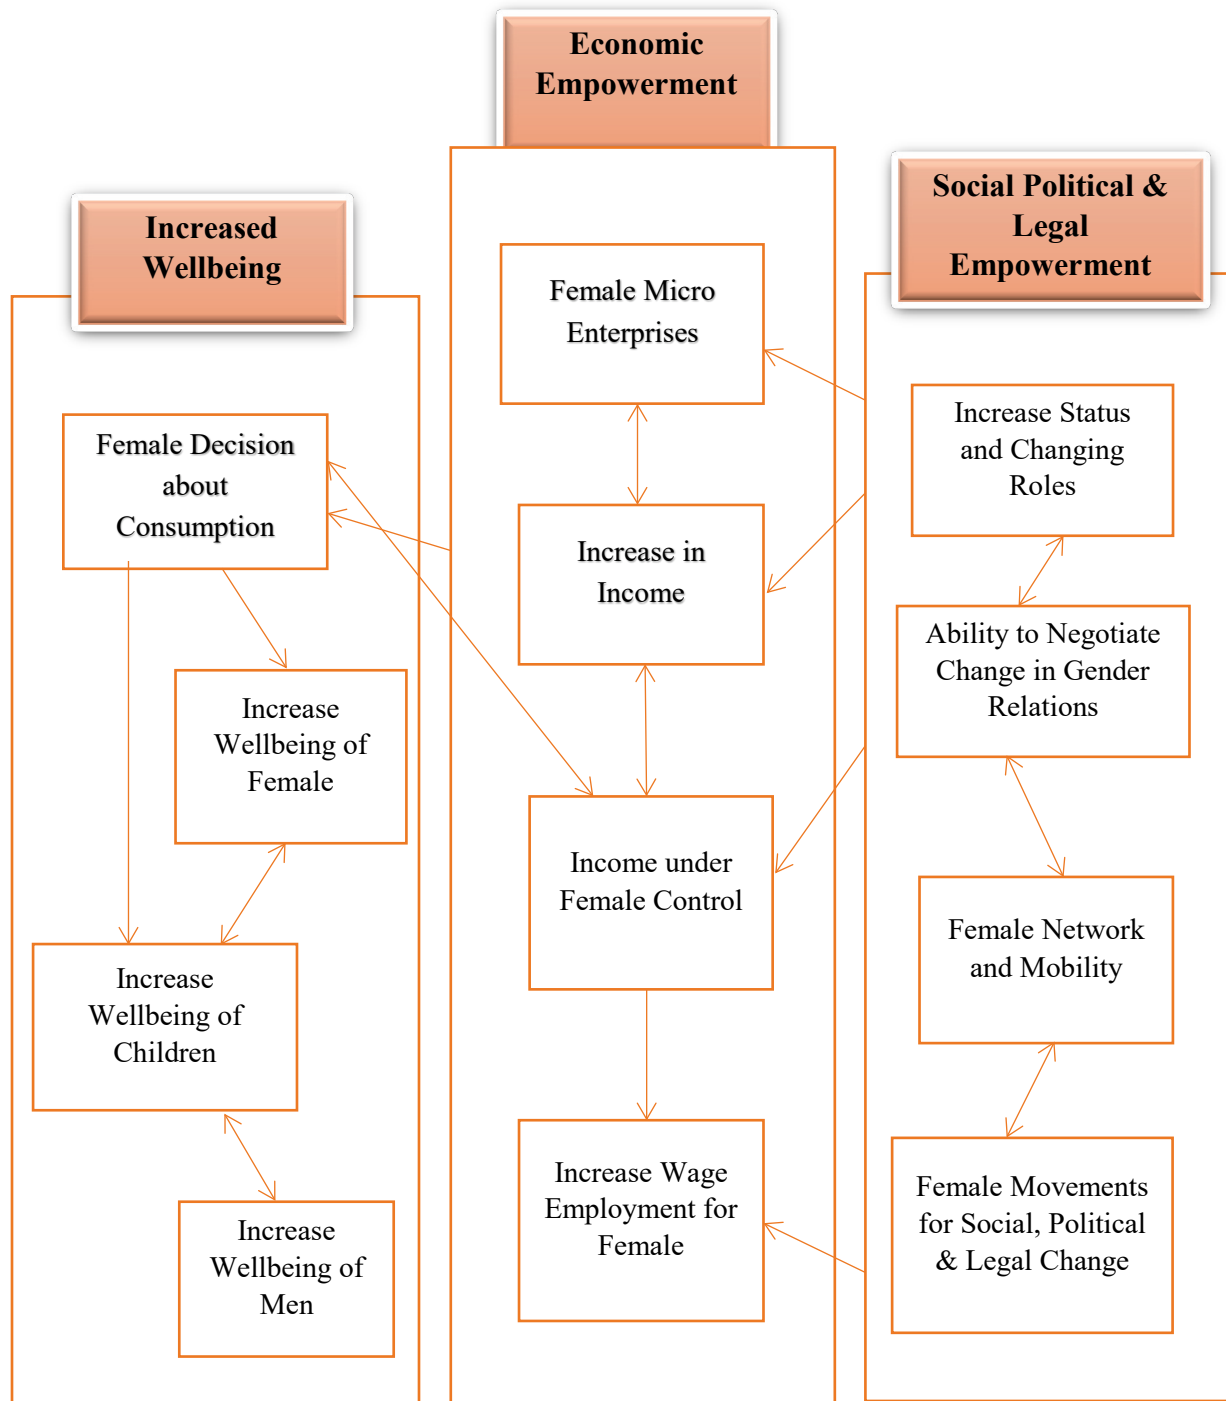 Economic
Empowerment
Social Political &
Legal
Empowerment
Increased
Wellbeing
Female Decision
about
Consumption
Increase
Wellbeing of
Female
Increase
Wellbeing of
Children
Increase
Wellbeing of
Men
Female Micro
Enterprises
Increase in
Income
Income under
Female Control
Increase Wage
Employment for
Female
Increase Status
and Changing
Roles
Ability to Negotiate
Change in Gender
Relations
Female Network
and Mobility
Female Movements
for Social, Political
& Legal Change